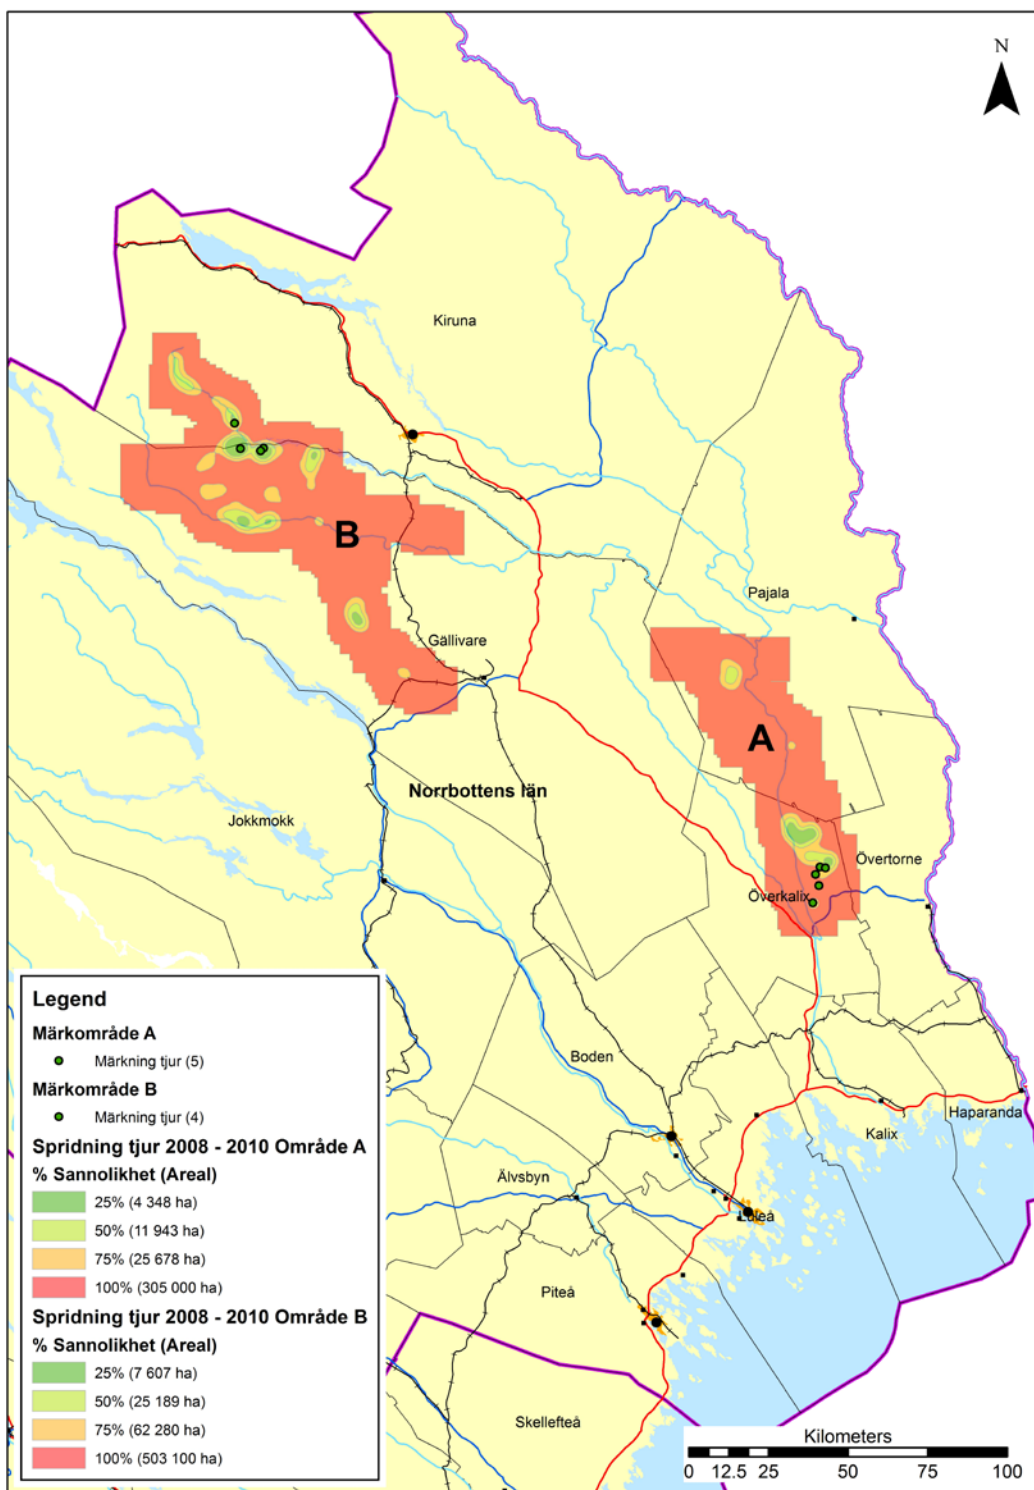 N
Kiruna
B
Pajala
Gällivare
A
Norrbottens län
Jokkmokk
Övertorne
Överkalix
Legend
Märkområde A
Märkning tjur (5)
Märkområde B
Märkning tjur (4)
Spridning tjur 2008 - 2010 Område A
% Sannolikhet (Areal)
25% (4 348 ha)
50% (11 943 ha)
75% (25 678 ha)
100% (305 000 ha)
Spridning tjur 2008 - 2010 Område B
% Sannolikhet (Areal)
25% (7 607 ha)
50% (25 189 ha)
75% (62 280 ha)
100% (503 100 ha)
Boden
Haparanda
Kalix
Älvsbyn
Luleå
Piteå
Skellefteå
Kilometers
0 12.5 25 50 75 100